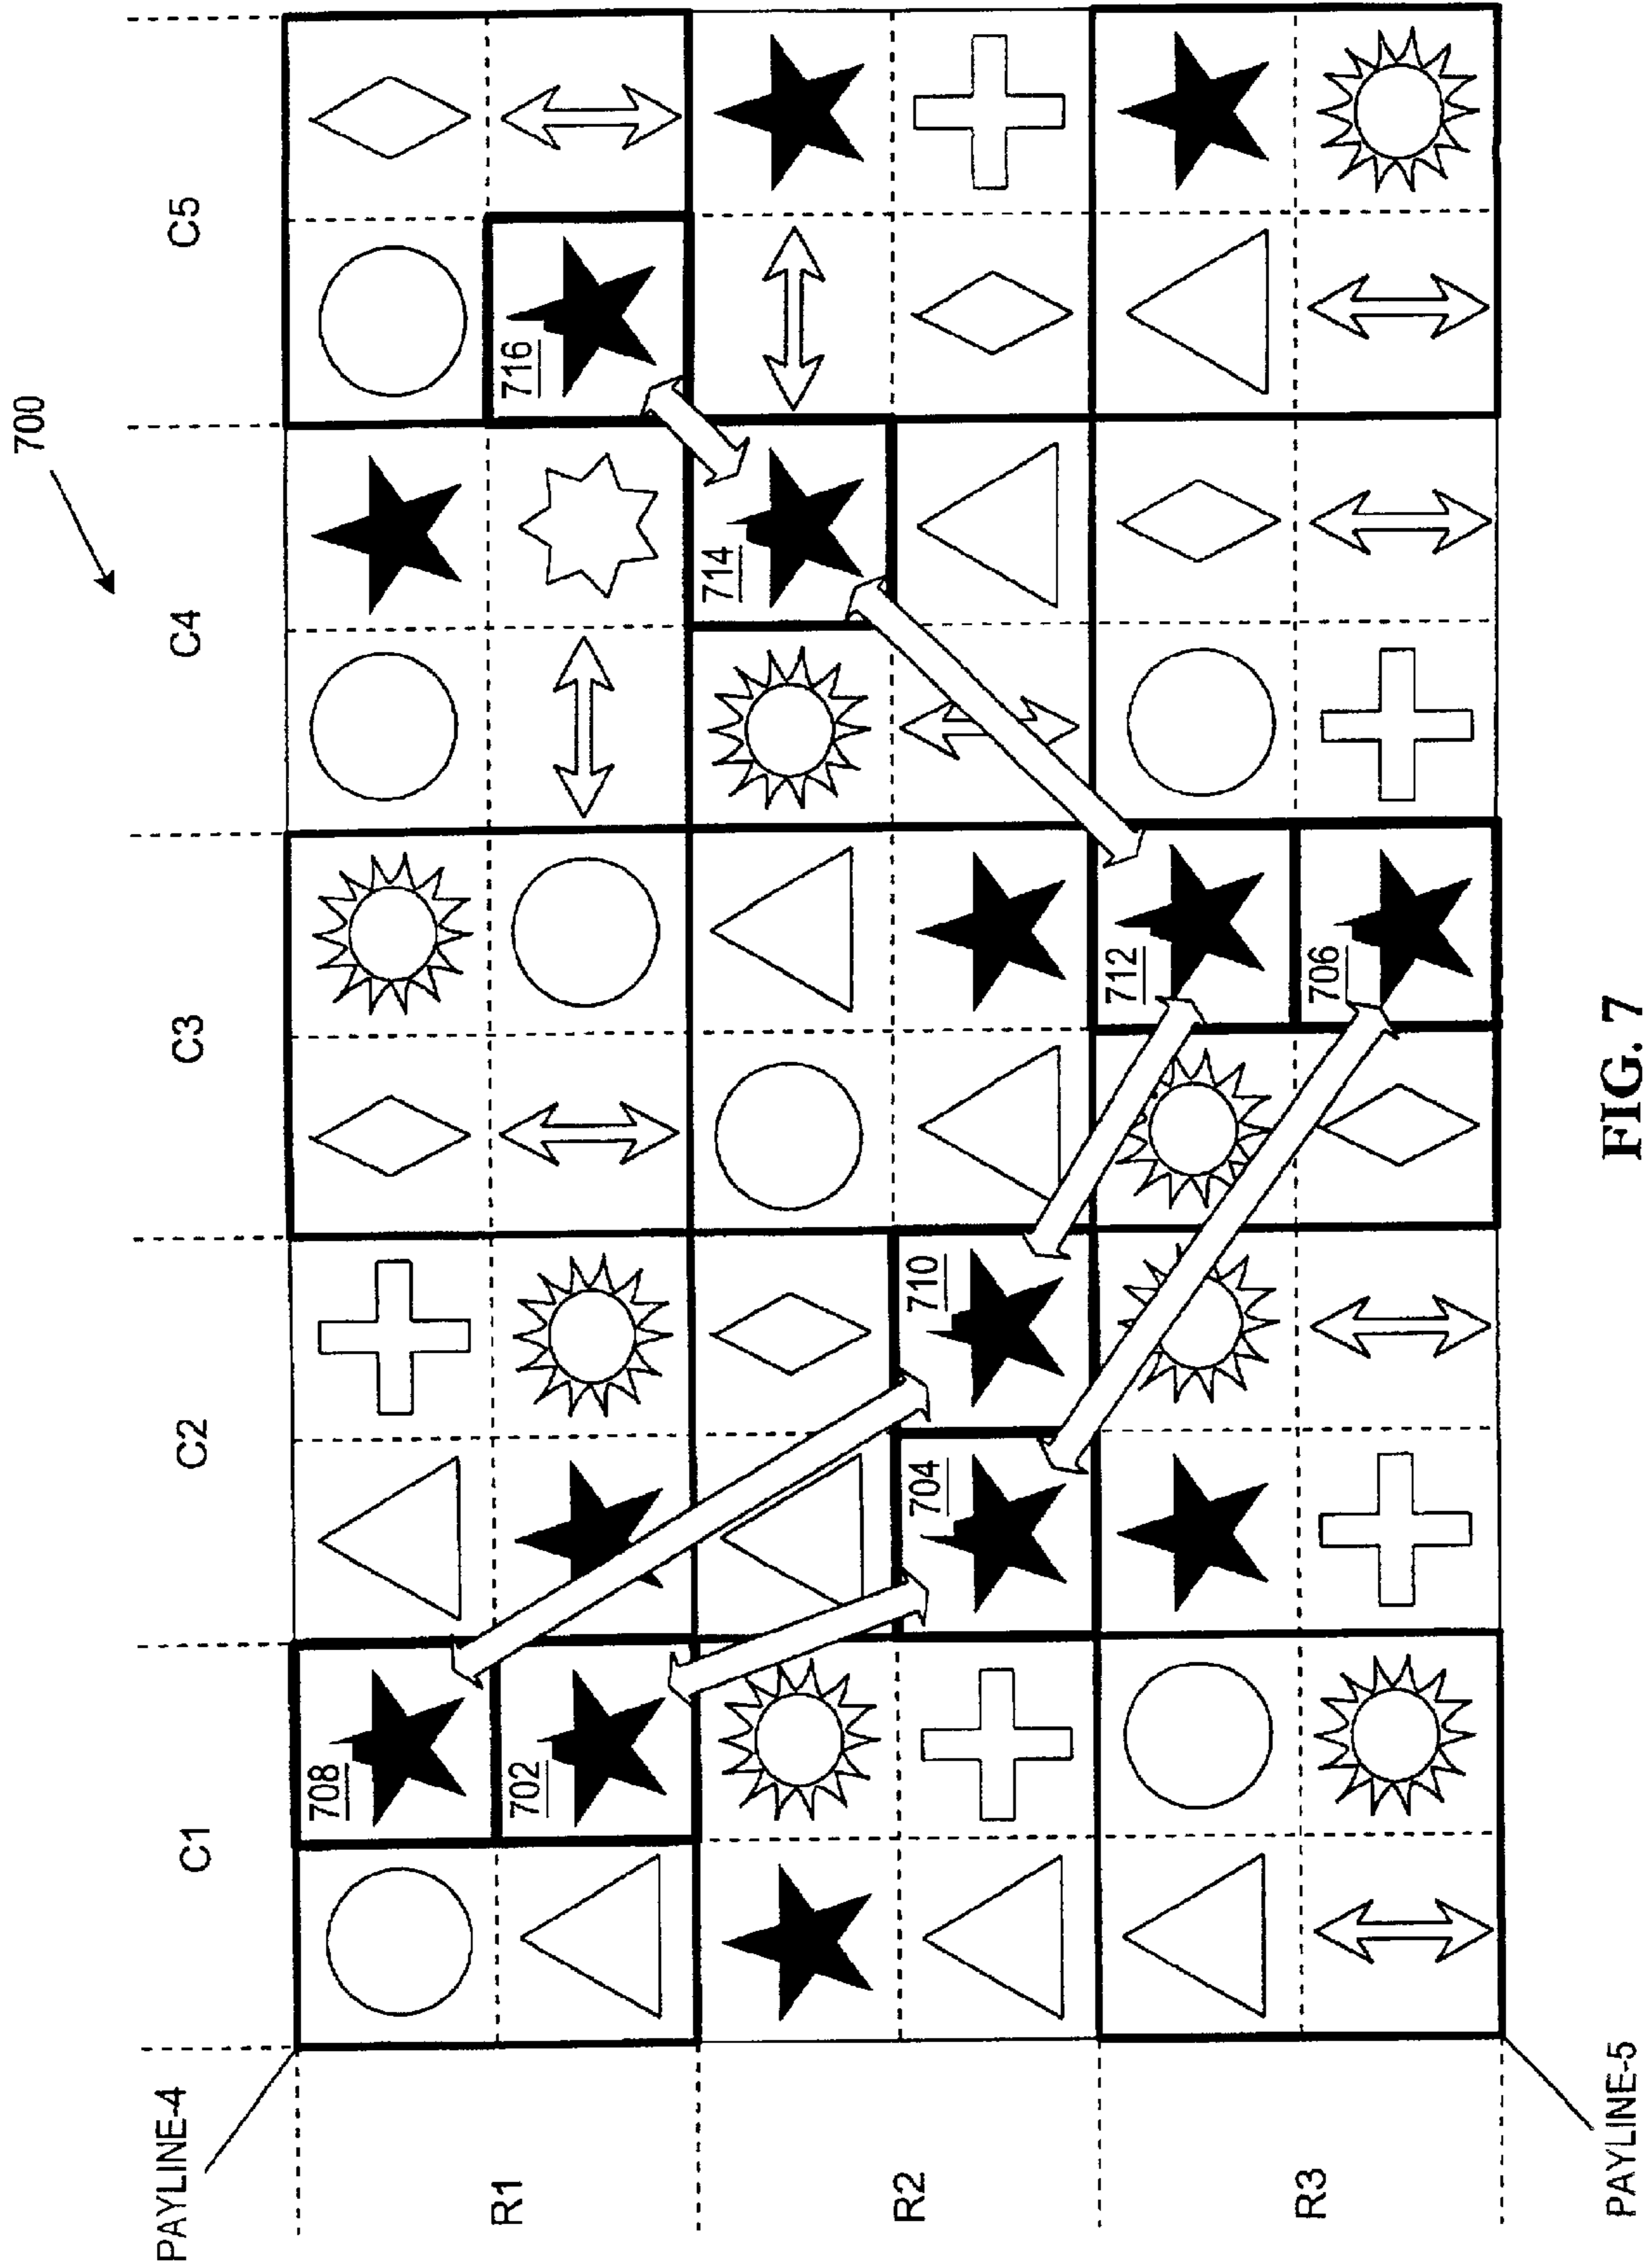 700
C1
C2
C3
C4
C5
PAYLINE-4
R1
R2
R3
PAYLINE-5
708
702
704
710
712
706
714
716
FIG. 7